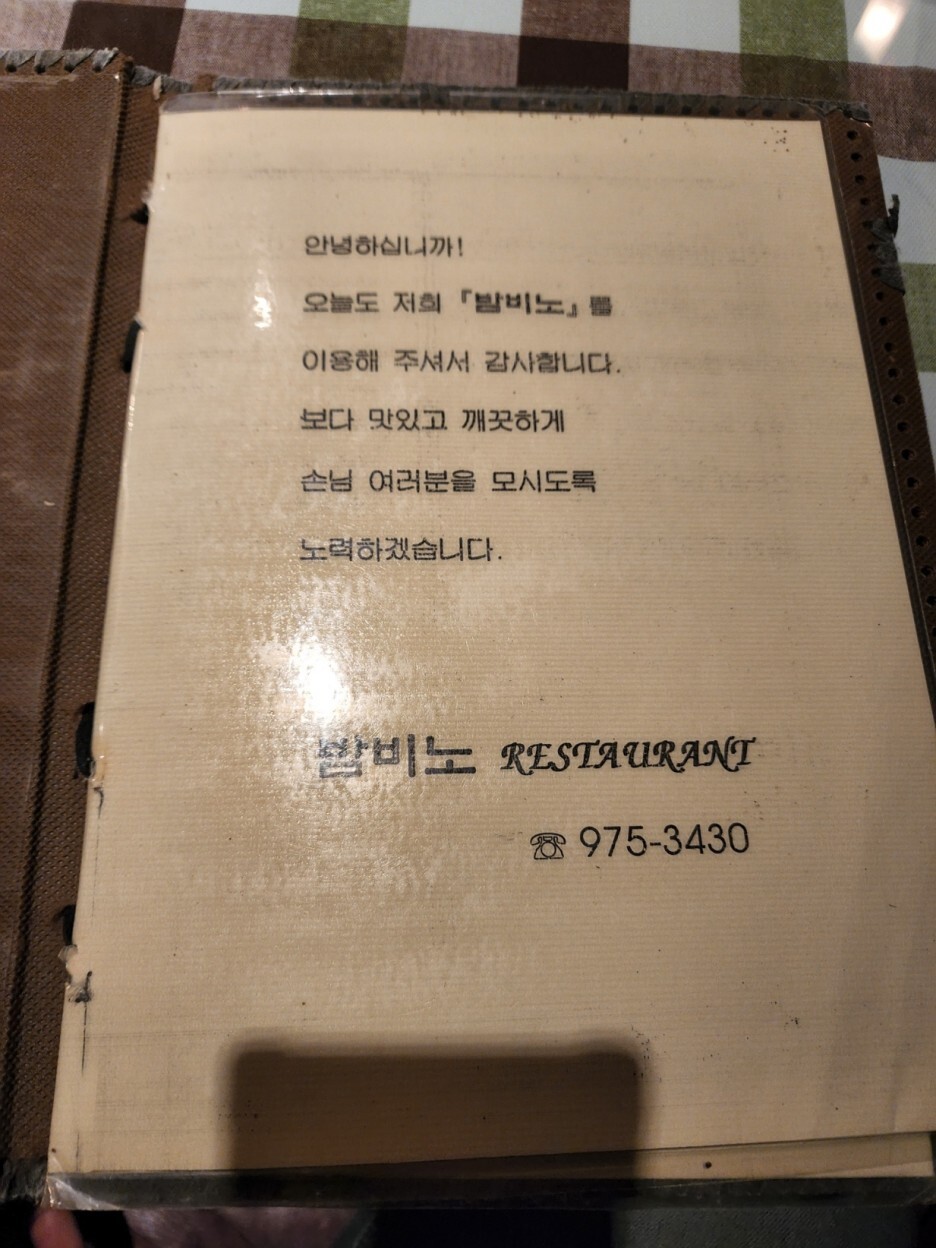 안녕하십니까!
오늘도 저희 『밤비노』를
이용해 주셔서 감사합니다.
보다 맛있고 깨끗하게
손님 여러분을 모시도록
노력하겠습니다.
밤비노 RESTAURANT
☏ 975-3430